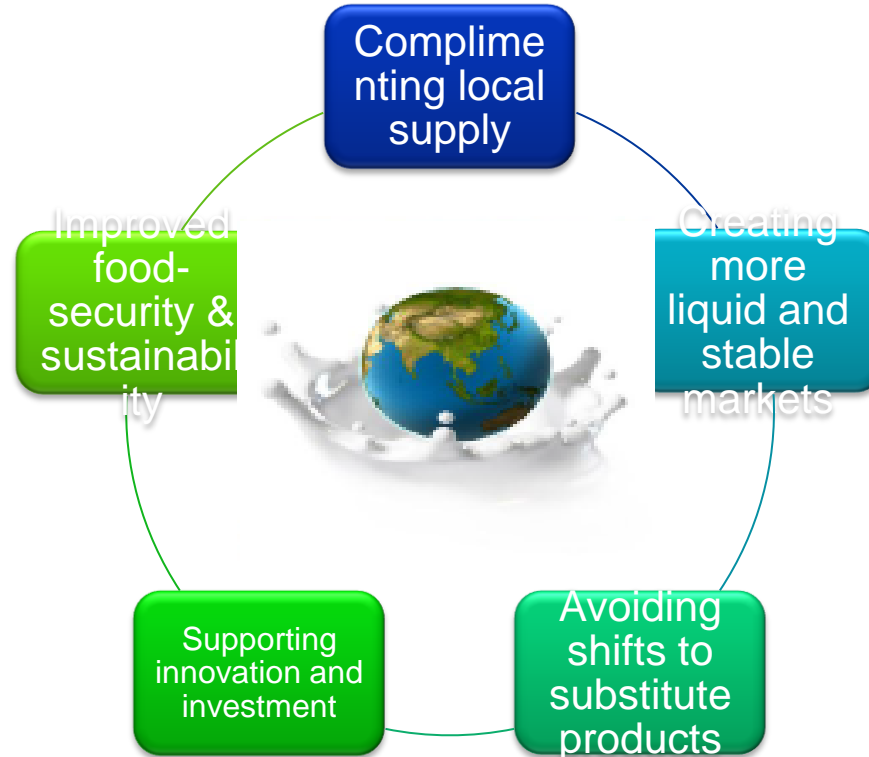 Complime
nting local
supply
Creating
more
liquid and
stable
markets
Avoiding
shifts to
substitute
products
Supporting
innovation and
investment
Improved
food-
security &
sustainabil
ity